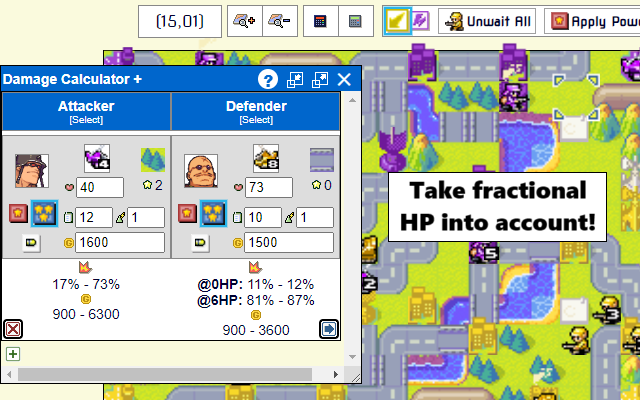 (15,01)
Unwait All
Apply Powe
Damage Calculator +
?
Attacker
[Select]
Defender
[Select]
4
40
2
8
73
0
12
1
10
1
1600
1500
17% - 73%
G
900 - 6300
@0HP: 11% - 12%
@6HP: 81% - 87%
G
900 - 3600
Take fractional
HP into account!
5
2
3